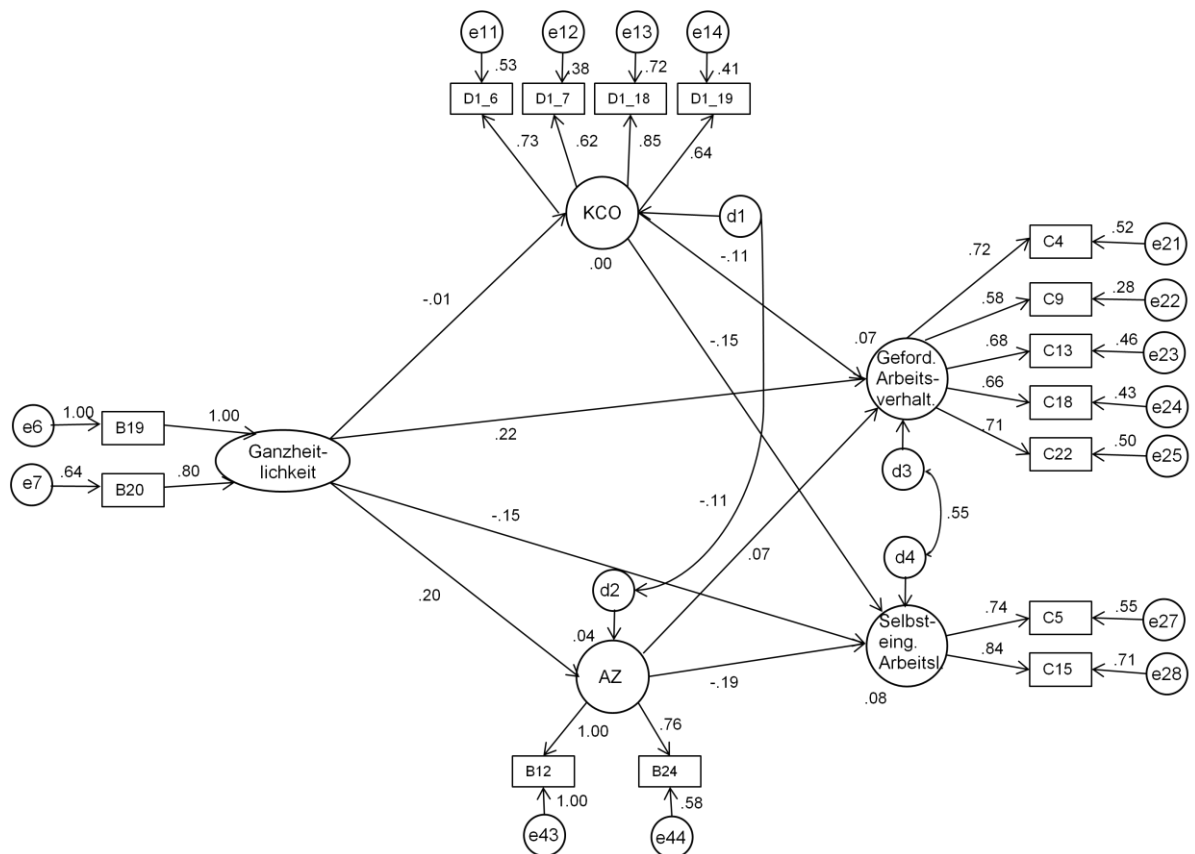 e11
e12
e13
e14
.53
.38
.72
.41
D1_6
D1_7
D1_18
D1_19
.73
.62
.85
.64
KCO
d1
.00
-.11
C4
.52
e21
.72
-.01
C9
.28
e22
.58
-.15
.07
Geford.
Arbeits-
verhalt.
.68
C13
.46
e23
.66
C18
.43
e24
.71
C22
.50
e25
e6
1.00
B19
1.00
.22
Ganzheit-
lichkeit
e7
.64
B20
.80
d3
-.15
-.11
.55
.07
d4
.20
d2
.04
AZ
Selbst-
eing.
Arbeitsl.
.74
C5
.55
e27
.84
C15
.71
e28
-.19
.08
1.00
.76
B12
B24
1.00
.58
e43
e44